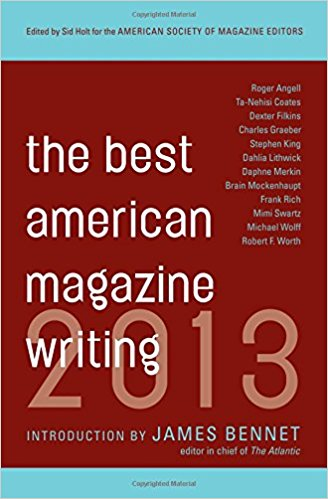 Edited by Sid Holt for the AMERICAN SOCIETY OF MAGAZINE EDITORS
Roger Angell
Ta-Nehisi Coates
Dexter Filkins
Charles Graeber
Stephen King
Dahlia Lithwick
Daphne Merkin
Brain Mockenhaupt
Frank Rich
Mimi Swartz
Michael Wolff
Robert F. Worth
the best
american
magazine
writing
2013
INTRODUCTION BY JAMES BENNET
editor in chief of The Atlantic